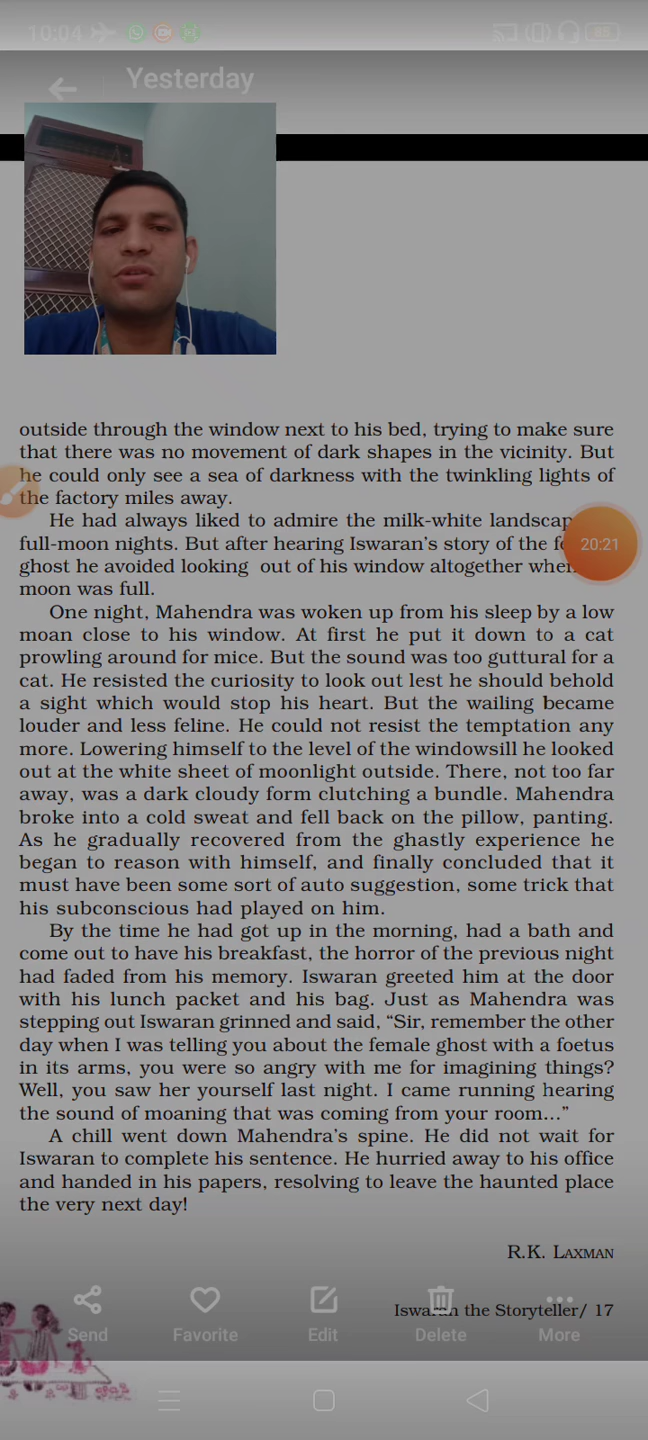 10:04
85
Yesterday
outside through the window next to his bed, trying to make sure
that there was no movement of dark shapes in the vicinity. But
he could only see a sea of darkness with the twinkling lights of
the factory miles away.
He had always liked to admire the milk-white landscap
full-moon nights. But after hearing Iswaran's story of the
20:21
ghost he avoided looking out of his window altogether when
moon was full.
One night, Mahendra was woken up from his sleep by a low
moan close to his window. At first he put it down to a cat
prowling around for mice. But the sound was too guttural for a
cat. He resisted the curiosity to look out lest he should behold
a sight which would stop his heart. But the wailing became
louder and less feline. He could not resist the temptation any
more. Lowering himself to the level of the windowsill he looked
out at the white sheet of moonlight outside. There, not too far
away, was a dark cloudy form clutching a bundle. Mahendra
broke into a cold sweat and fell back on the pillow, panting.
As he gradually recovered from the ghastly experience he
began to reason with himself, and finally concluded that it
must have been some sort of auto suggestion, some trick that
his subconscious had played on him.
By the time he had got up in the morning, had a bath and
come out to have his breakfast, the horror of the previous night
had faded from his memory. Iswaran greeted him at the door
with his lunch packet and his bag. Just as Mahendra was
stepping out Iswaran grinned and said, “Sir, remember the other
day when I was telling you about the female ghost with a foetus
in its arms, you were so angry with me for imagining things?
Well, you saw her yourself last night. I came running hearing
the sound of moaning that was coming from your room...”
A chill went down Mahendra's spine. He did not wait for
Iswaran to complete his sentence. He hurried away to his office
and handed in his papers, resolving to leave the haunted place
the very next day!
R.K. LAXMAN
Iswaran the Storyteller/ 17
Send
Favorite
Edit
Delete
More